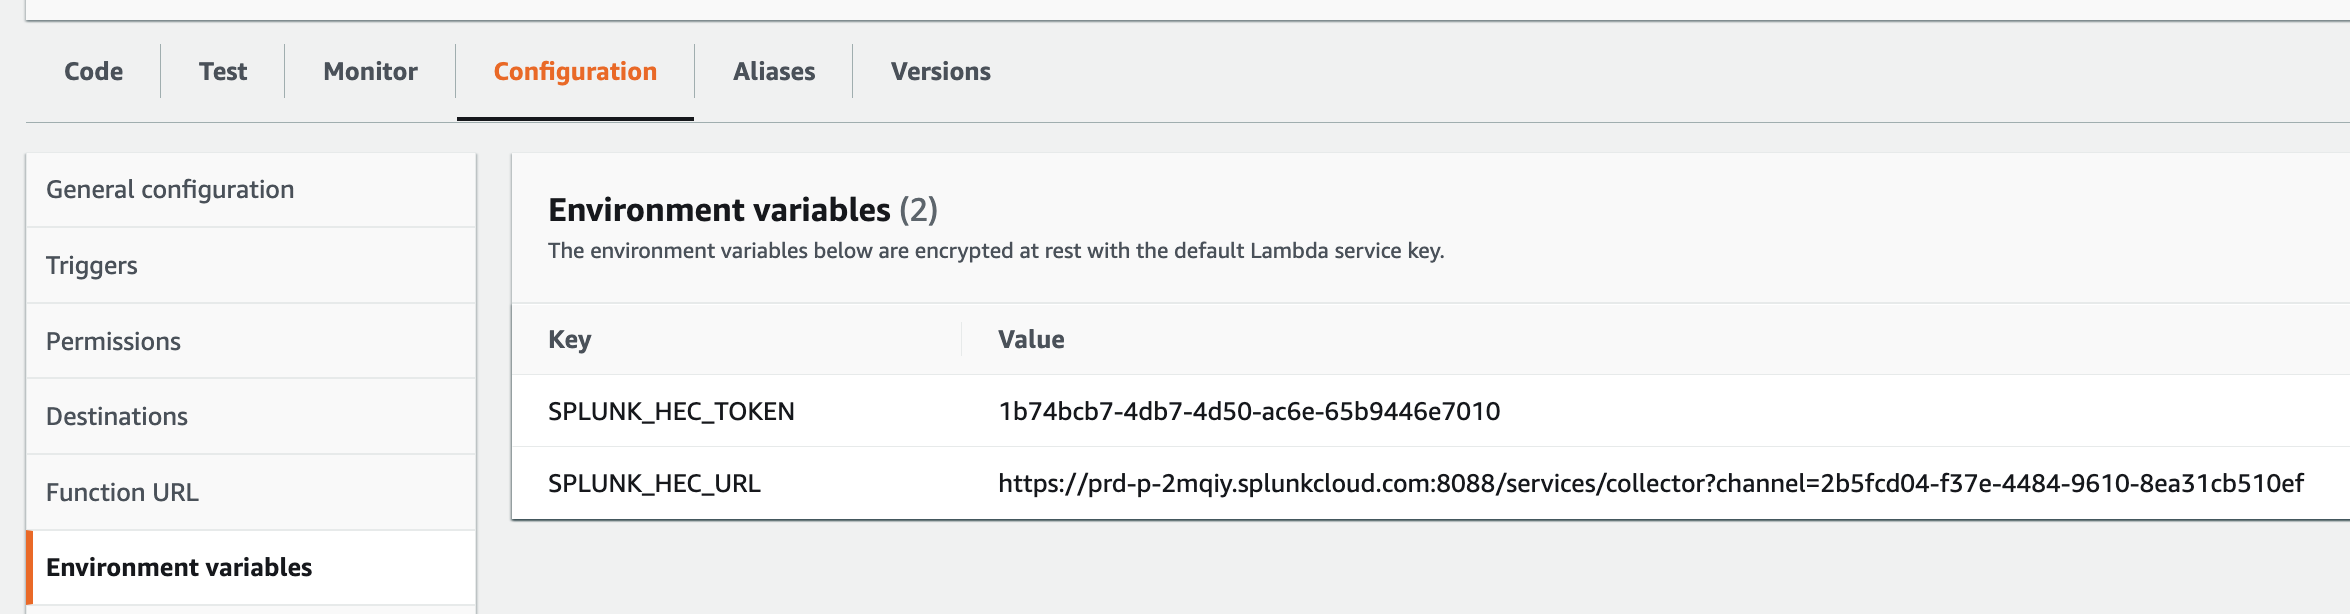 Code
Test
Monitor
Configuration
Aliases
Versions
General configuration
Triggers
Permissions
Destinations
Function URL
Environment variables
Environment variables (2)
The environment variables below are encrypted at rest with the default Lambda service key.
Key Value
SPLUNK_HEC_TOKEN 1b74bcb7-4db7-4d50-ac6e-65b9446e7010
SPLUNK_HEC_URL https://prd-p-2mqiy.splunkcloud.com:8088/services/collector?channel=2b5fcd04-f37e-4484-9610-8ea31cb510ef